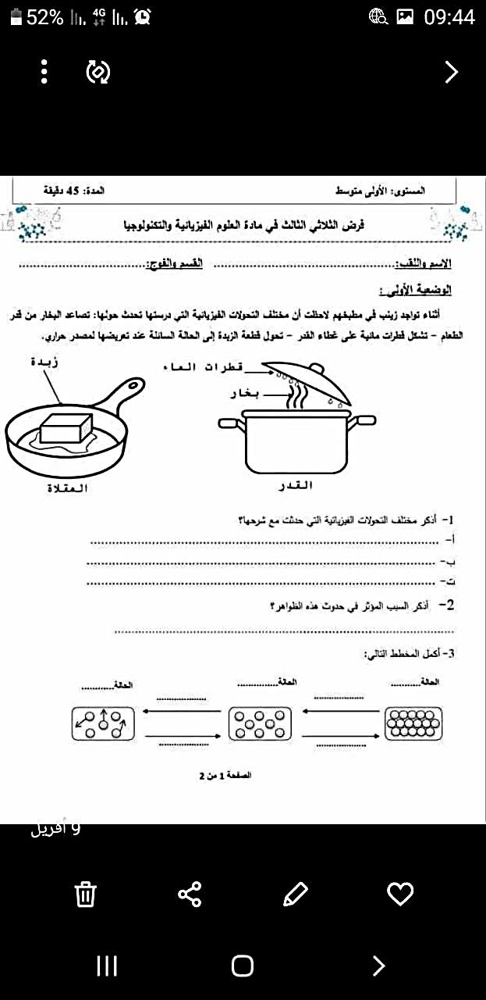 52% 4G 09:44
المستوى: الأولى متوسط المدة: 45 دقيقة
فرض الثلاثي الثالث في مادة العلوم الفيزيائية والتكنولوجيا
الاسم واللقب:............................................. القسم والفوج:.................................
الوضعية الأولى :
أثناء تواجد زينب في مطبخهم لاحظت أن مختلف التحولات الفيزيائية التي درستها تحدث حولها: تصاعد البخار من قدر
الطعام – تشكل قطرات مائية على غطاء القدر – تحول قطعة الزبدة إلى الحالة السائلة عند تعريضها لمصدر حراري.
زبدة
قطرات الماء
بخار
المقلاة
القدر
1- أذكر مختلف التحولات الفيزيائية التي حدثت مع شرحها؟
أ- ............................................................
ب- ............................................................
ت- ............................................................
2- أذكر السبب المؤثر في حدوث هذه الظواهر؟
............................................................
3- أكمل المخطط التالي:
الحالة............ الحالة............ الحالة............
الصفحة 1 من 2
9 أفريل